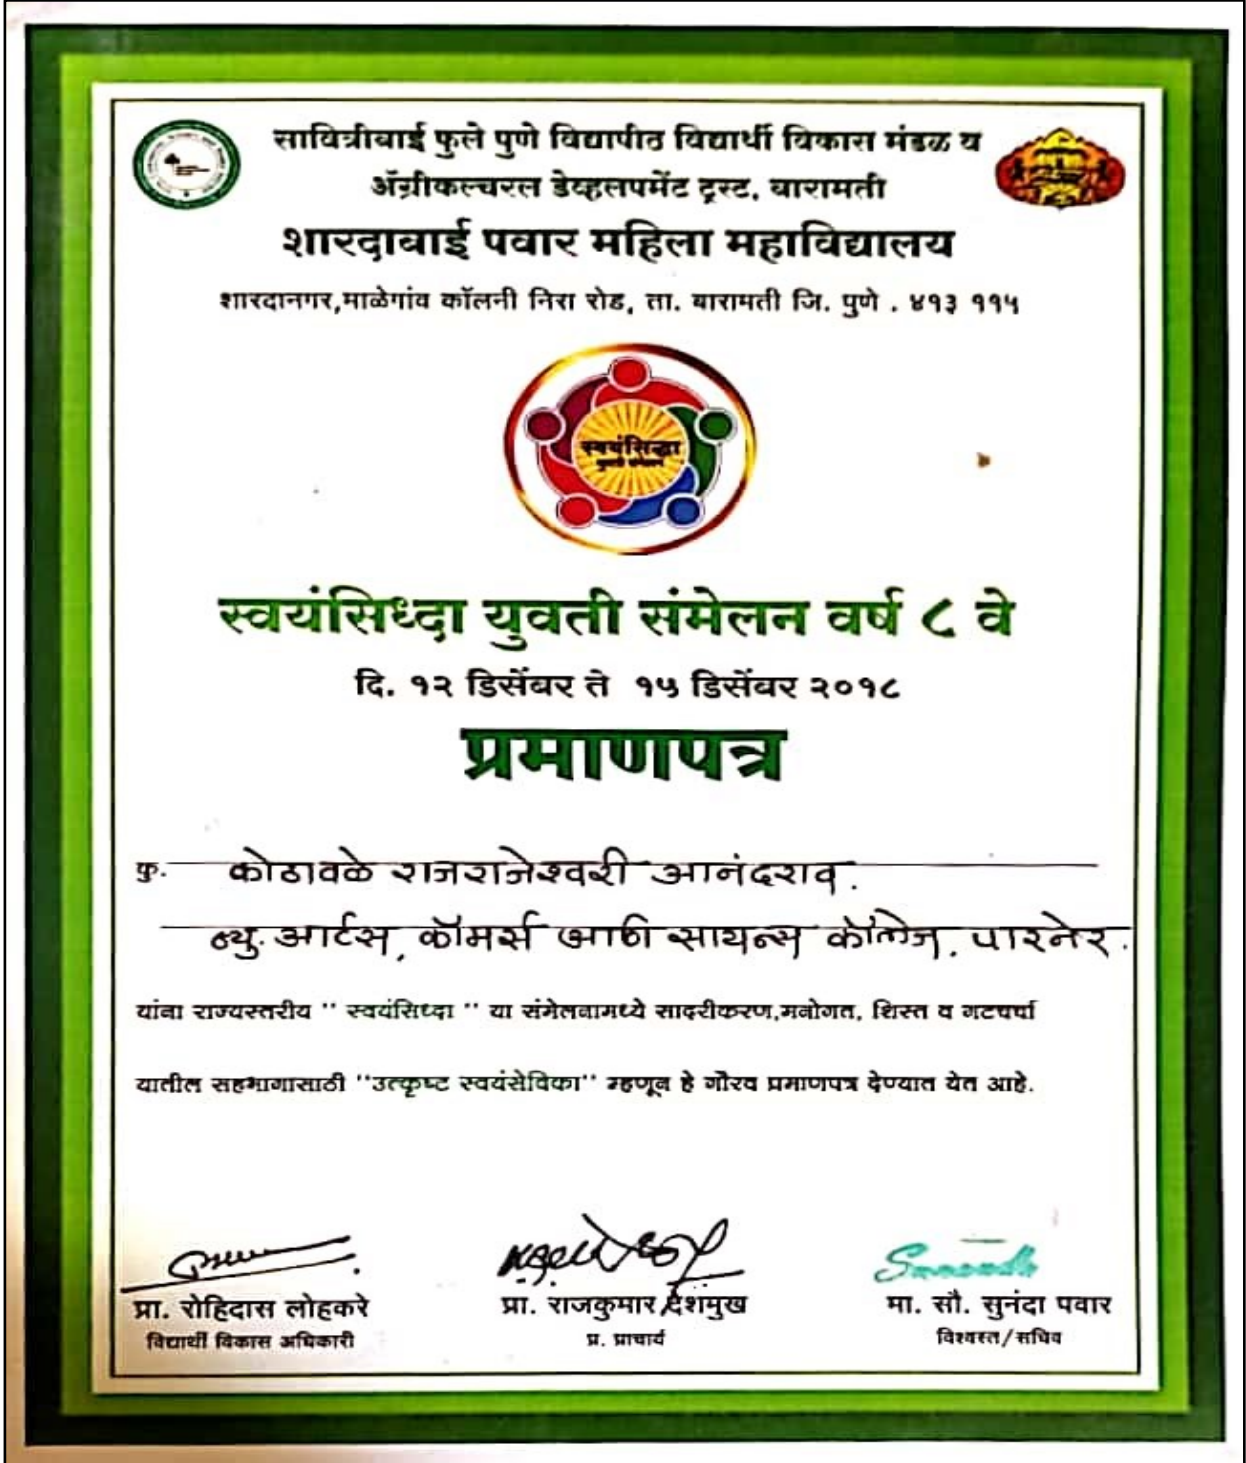 सावित्रीबाई फुले पुणे विद्यापीठ विद्यार्थी विकास मंडळ व
ॲग्रीकल्चरल डेव्हलपमेंट ट्रस्ट, बारामती
शारदाबाई पवार महिला महाविद्यालय
शारदानगर,माळेगांव कॉलनी निरा रोड, ता. बारामती जि. पुणे . ४१३ ११५
स्वयंसिद्धा
युवती संमेलन
स्वयंसिध्दा युवती संमेलन वर्ष ८ वे
दि. १२ डिसेंबर ते १५ डिसेंबर २०१८
प्रमाणपत्र
कु. कोठावळे राजराजेश्वरी आनंदराव.
न्यु. आर्टस्, कॉमर्स आणि सायन्स कॉलेज, पारनेर.
यांना राज्यस्तरीय '' स्वयंसिध्दा '' या संमेलनामध्ये सादरीकरण,मनोगत, शिस्त व गटचर्चा
यातील सहभागासाठी ''उत्कृष्ट स्वयंसेविका'' म्हणून हे गौरव प्रमाणपत्र देण्यात येत आहे.
प्रा. रोहिदास लोहकरे प्रा. राजकुमार देशमुख मा. सौ. सुनंदा पवार
विद्यार्थी विकास अधिकारी प्र. प्राचार्य विश्वस्त/सचिव